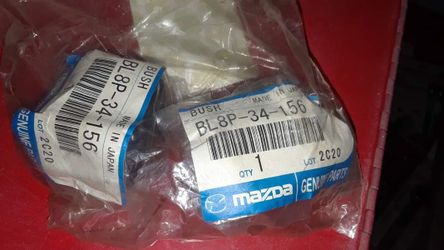 BUSH
MADE IN JAPAN
BL8P-34-156
LOT 2C20
GENUINE
BUSH
MADE IN JAPAN
BL8P-34-156
1
QTY
LOT 2C20
mazda
GENUINE PARTS